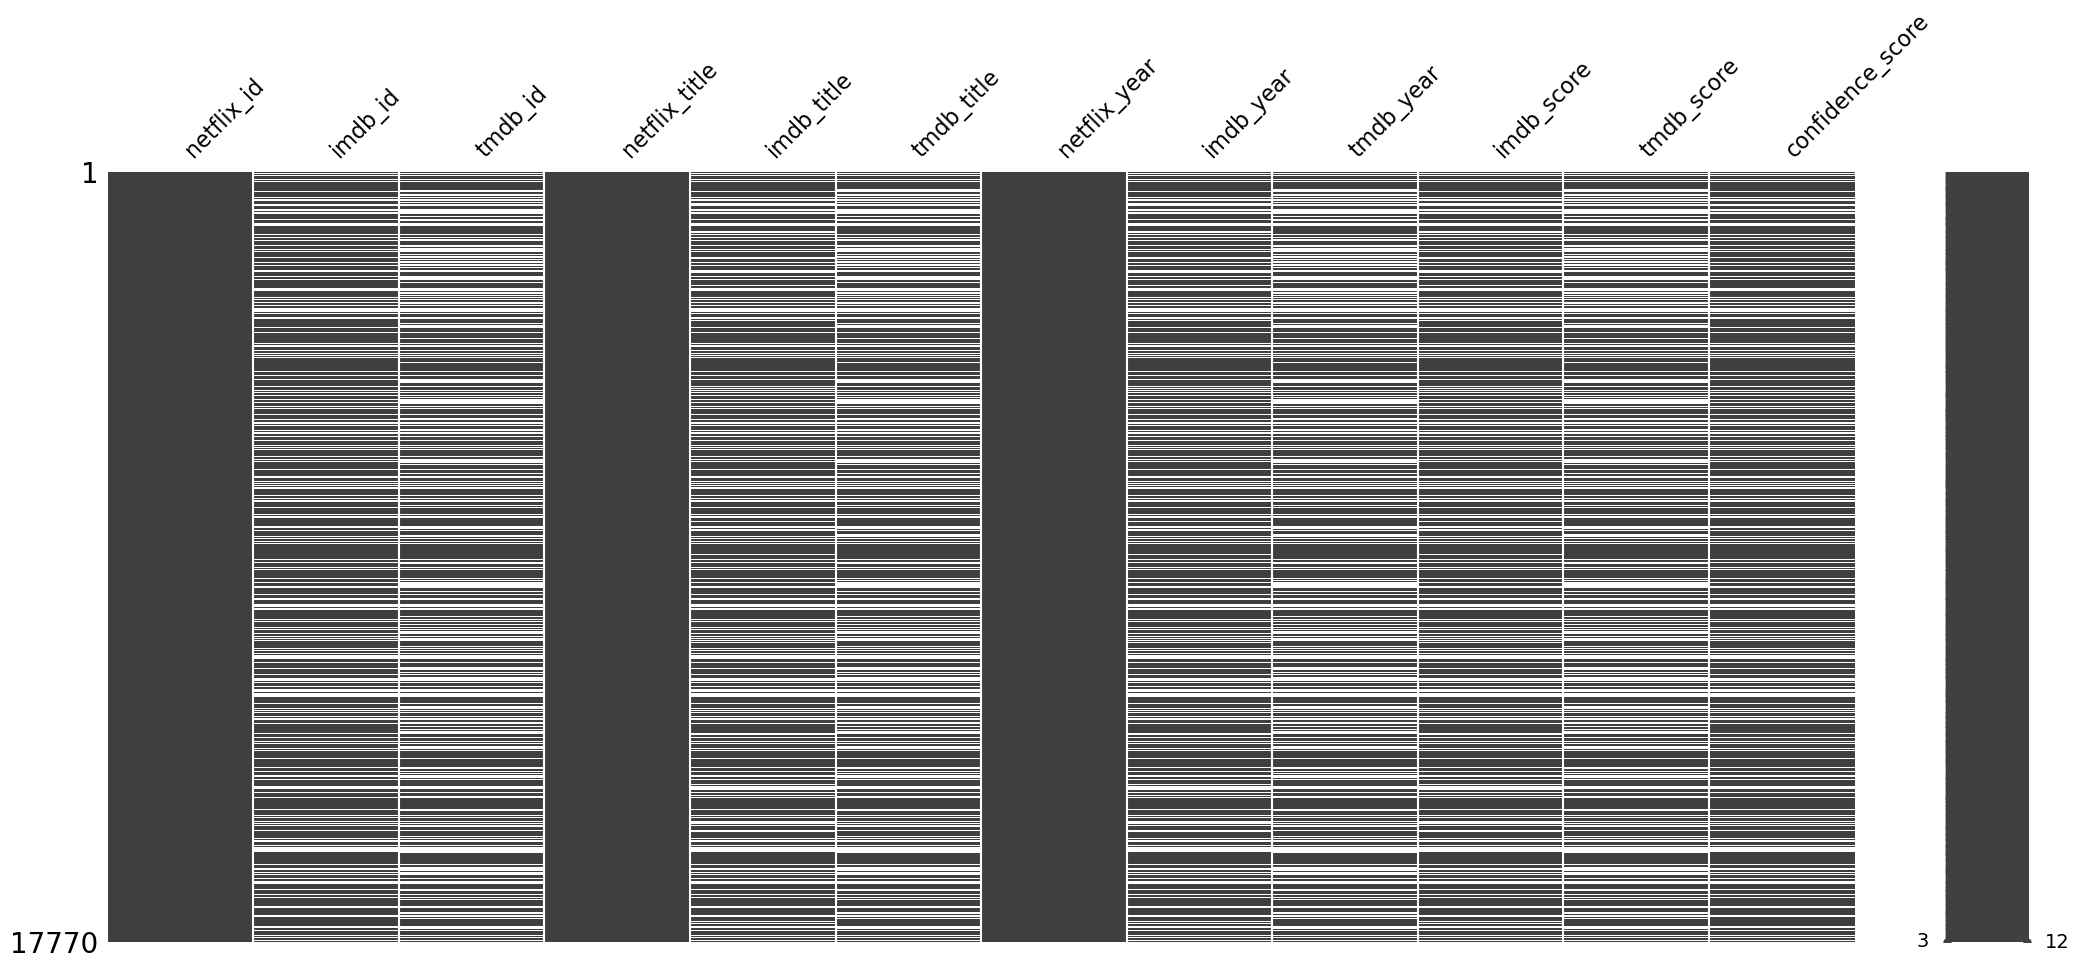 netflix_id
imdb_id
tmdb_id
netflix_title
imdb_title
tmdb_title
netflix_year
imdb_year
tmdb_year
imdb_score
tmdb_score
confidence_score
1
17770
3
12